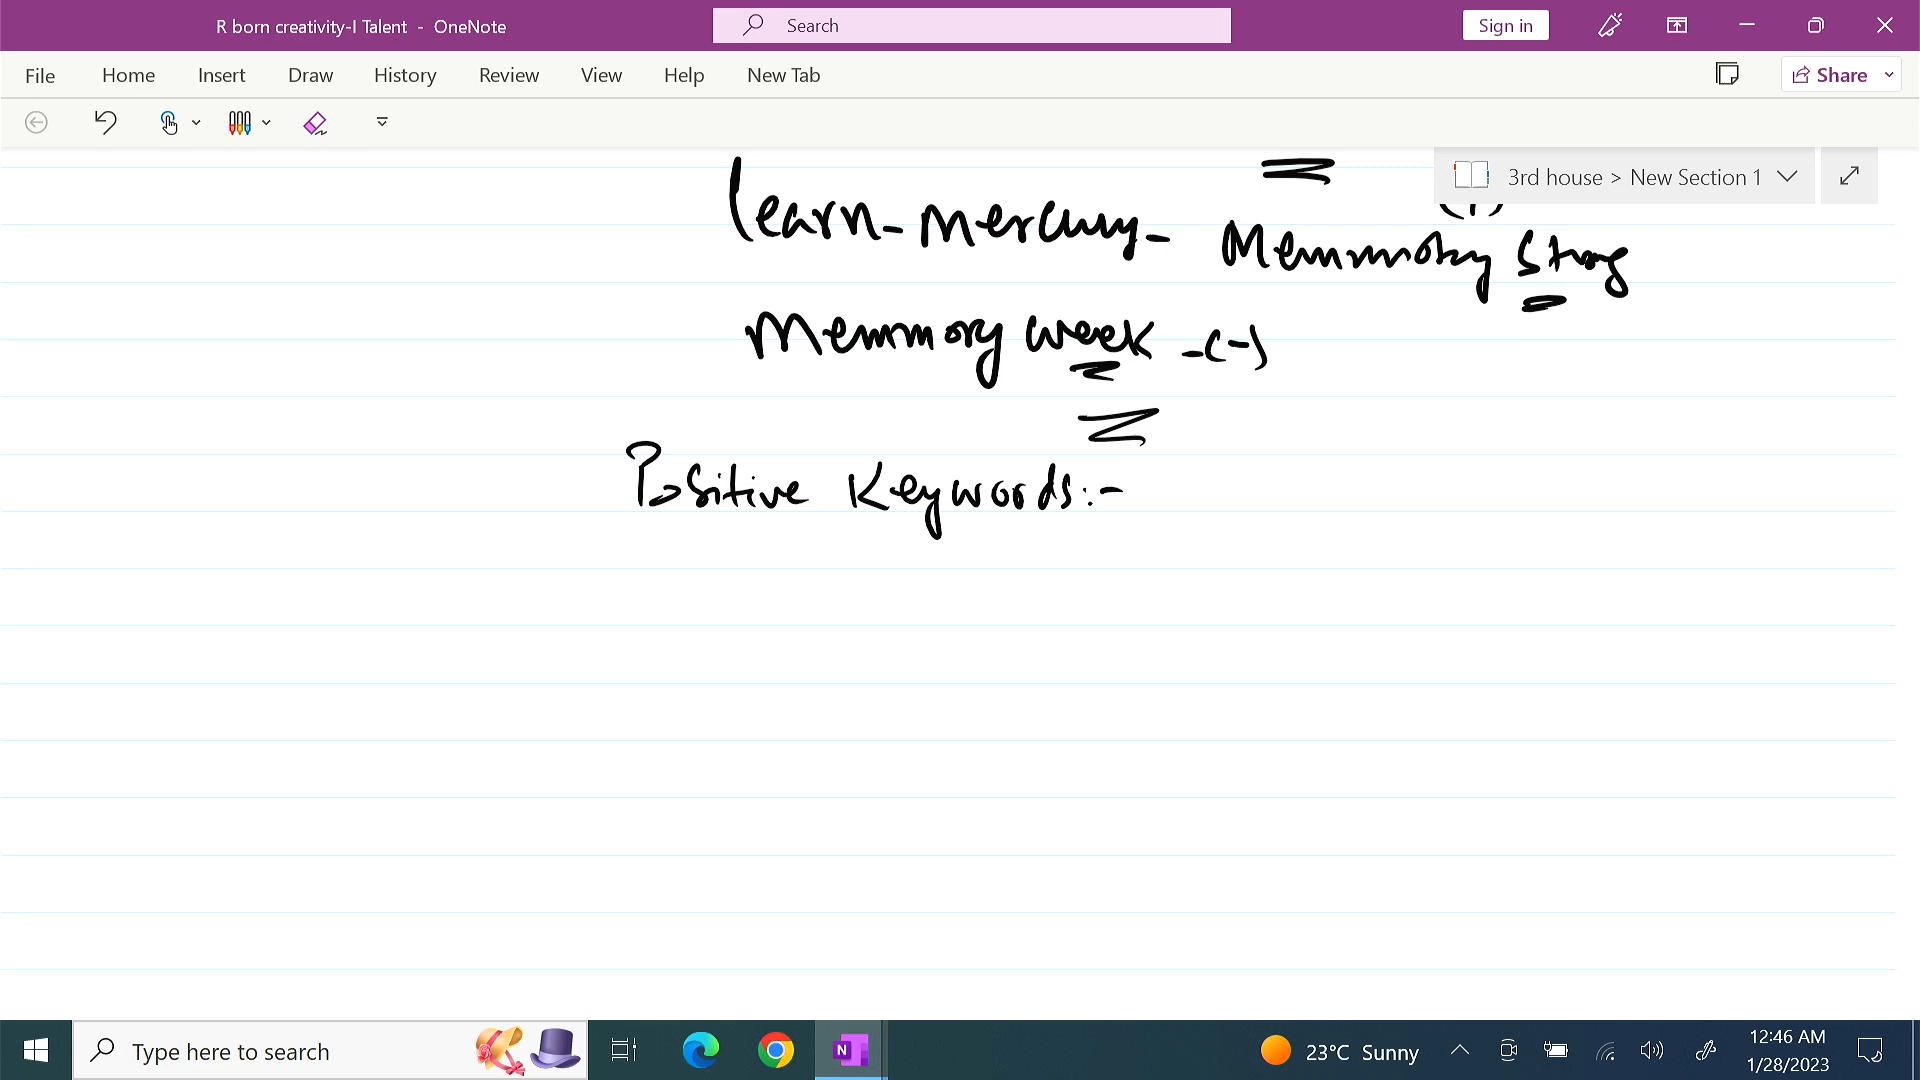 R born creativity-I Talent - OneNote
Search
Sign in
File Home Insert Draw History Review View Help New Tab
Share
3rd house > New Section 1
learn - Mercury - Memmory Strong
Memmory week - (-)
Positive Keywords:-
Type here to search
23°C Sunny
12:46 AM
1/28/2023